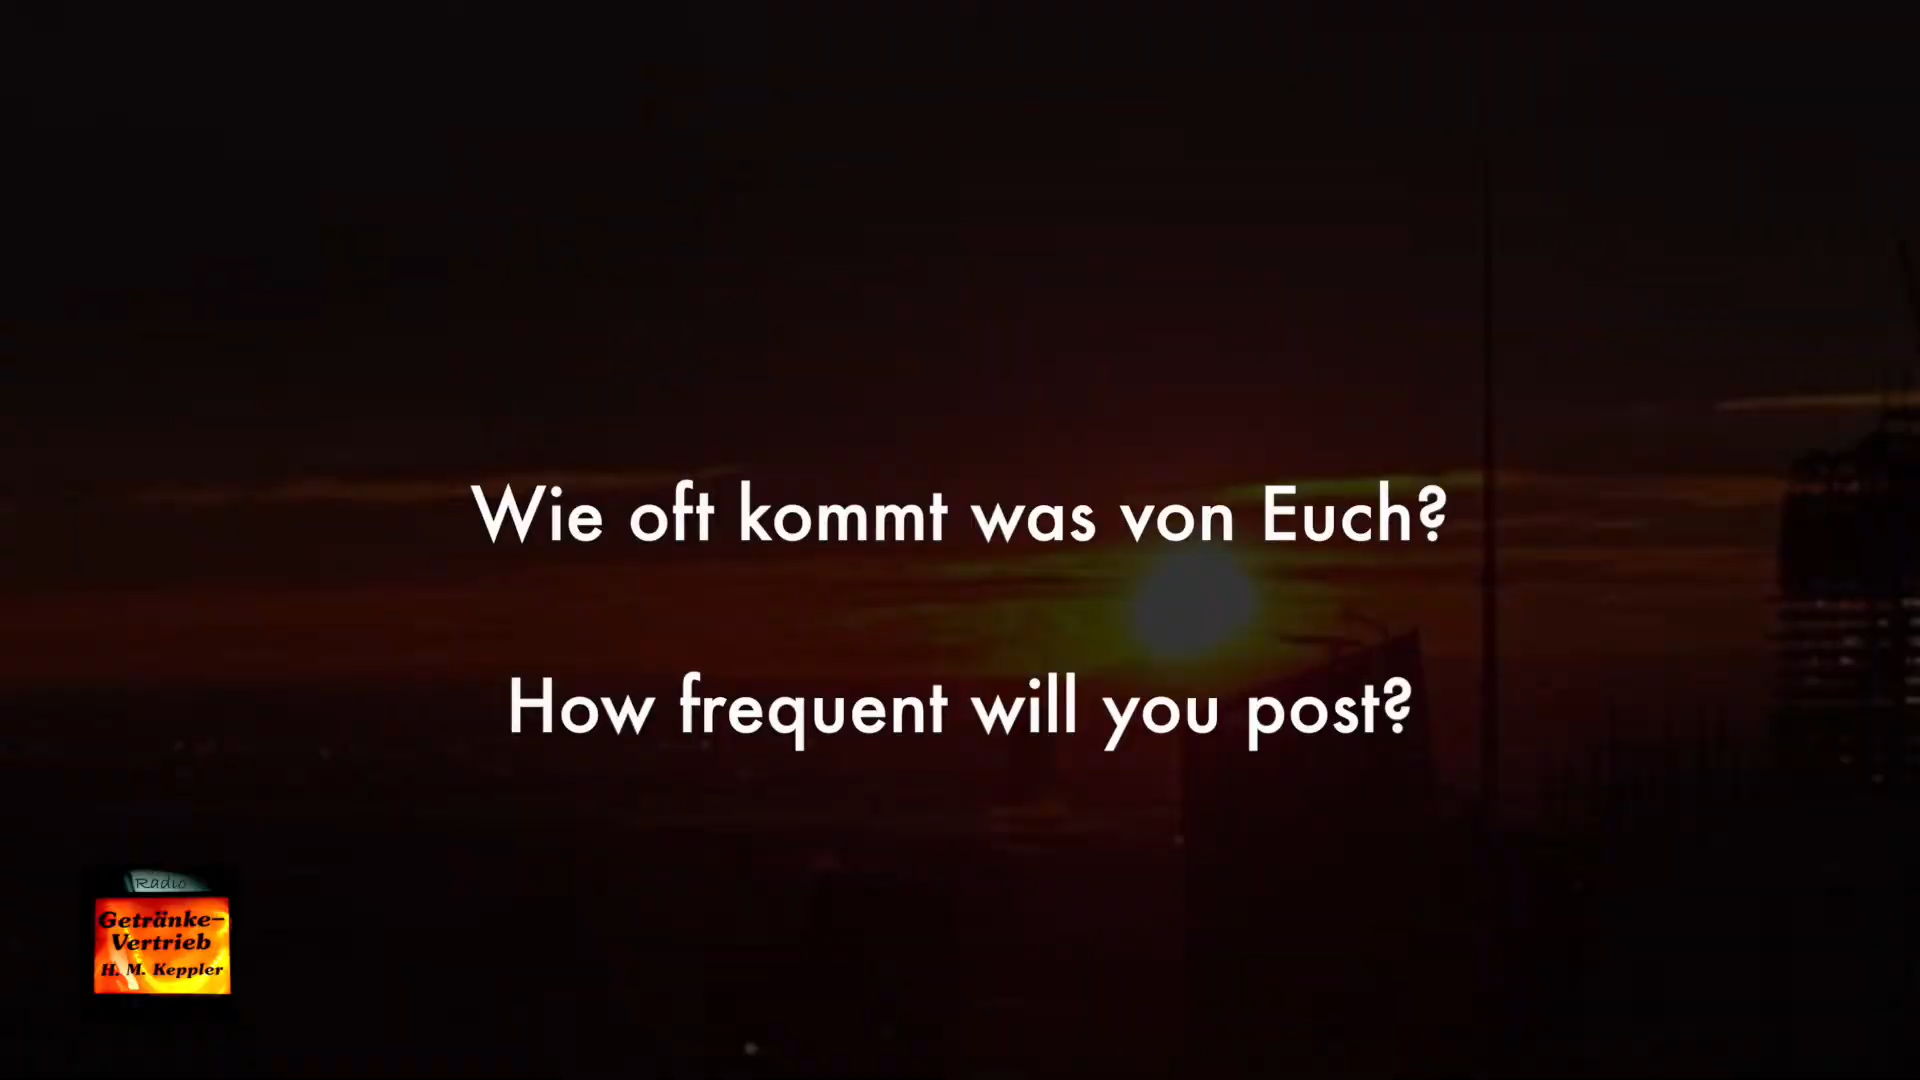 Wie oft kommt was von Euch?
How frequent will you post?
Radio
Getränke-
Vertrieb
H. M. Keppler